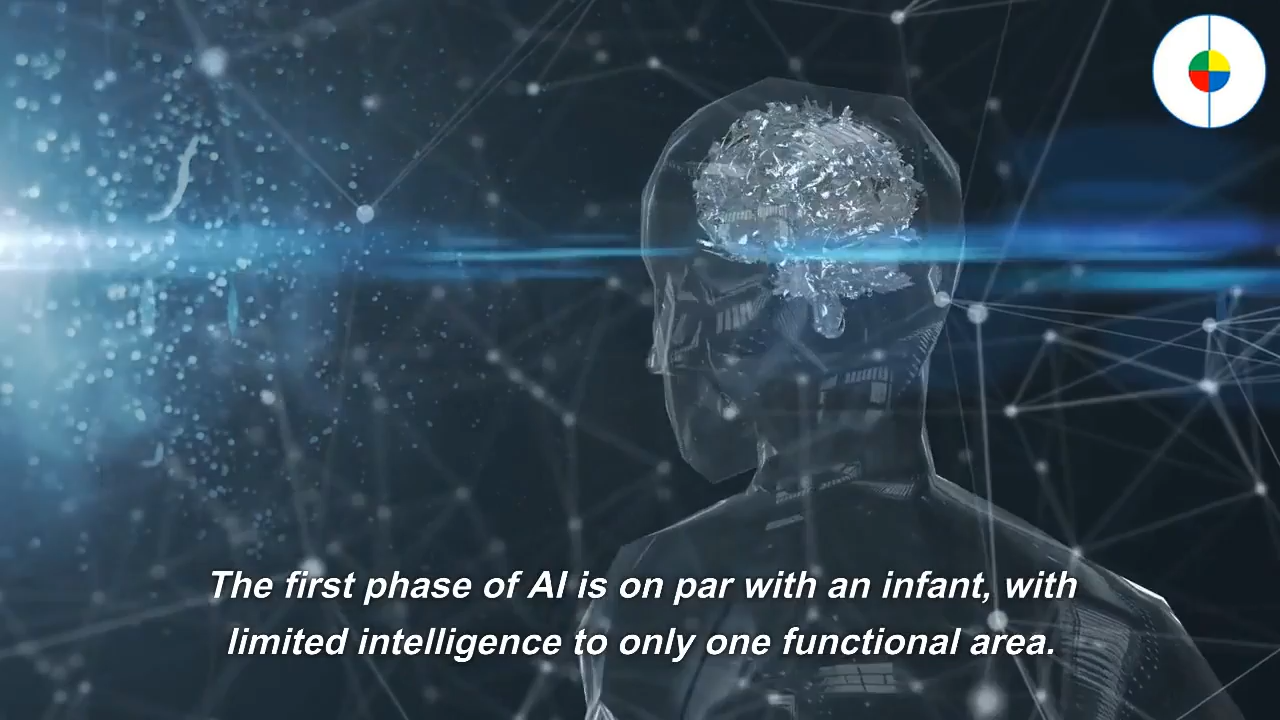 The first phase of AI is on par with an infant, with
limited intelligence to only one functional area.